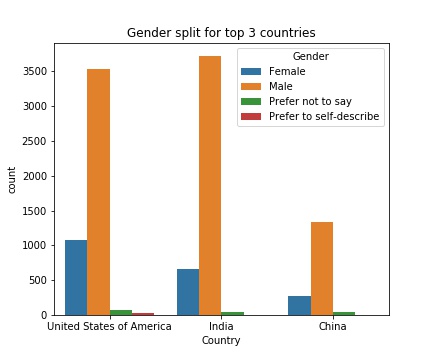 Gender split for top 3 countries
Gender
Female
Male
Prefer not to say
Prefer to self-describe
count
3500
3000
2500
2000
1500
1000
500
0
United States of America India China
Country